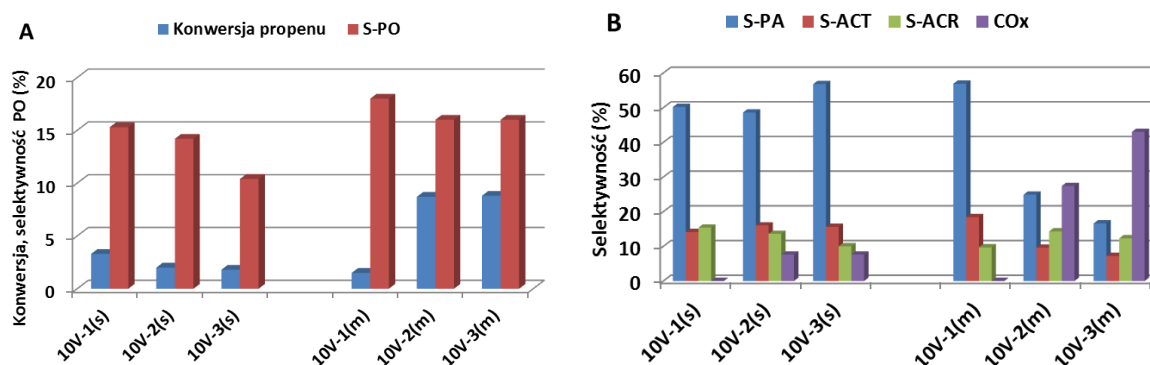 A
Konwersja propenu S-PO
Konwersja, selektywność PO (%)
20
15
10
5
0
10V-1(s) 10V-2(s) 10V-3(s) 10V-1(m) 10V-2(m) 10V-3(m)
B
S-PA S-ACT S-ACR COx
Selektywność (%)
60
50
40
30
20
10
0
10V-1(s) 10V-2(s) 10V-3(s) 10V-1(m) 10V-2(m) 10V-3(m)